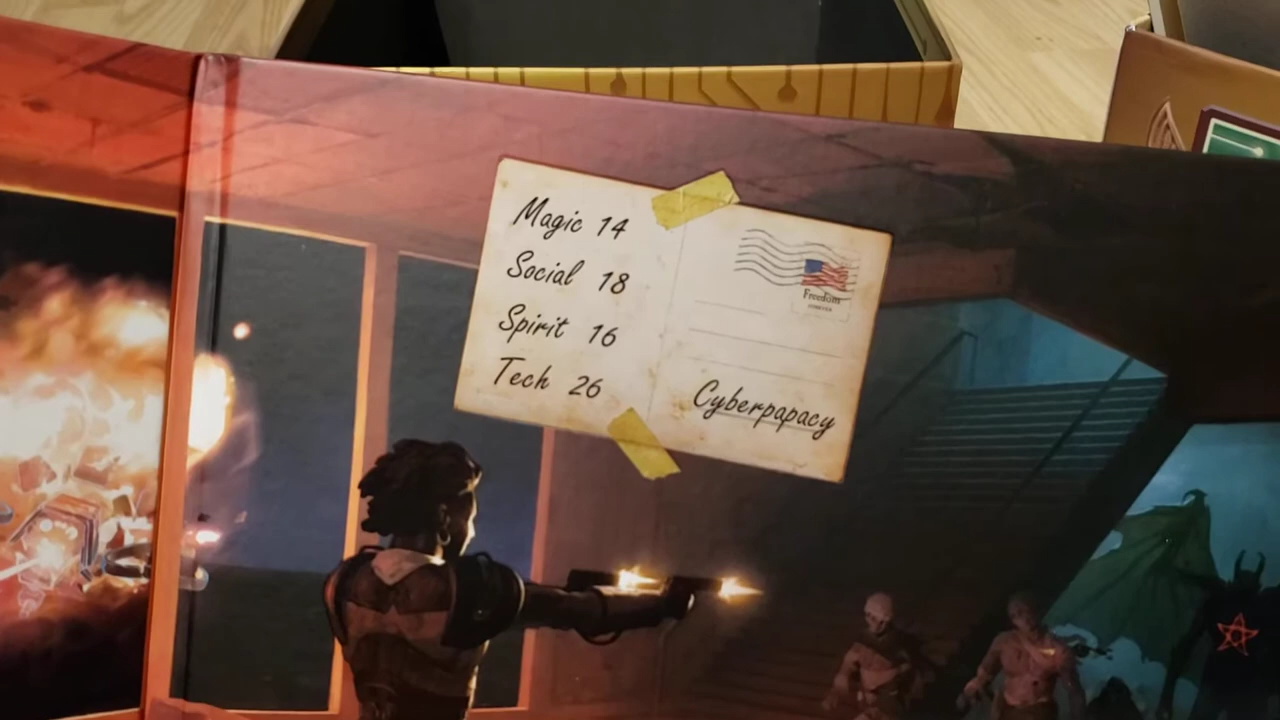 Magic 14
Social 18
Spirit 16
Tech 26
Freedom
FOREVER
Cyberpapacy